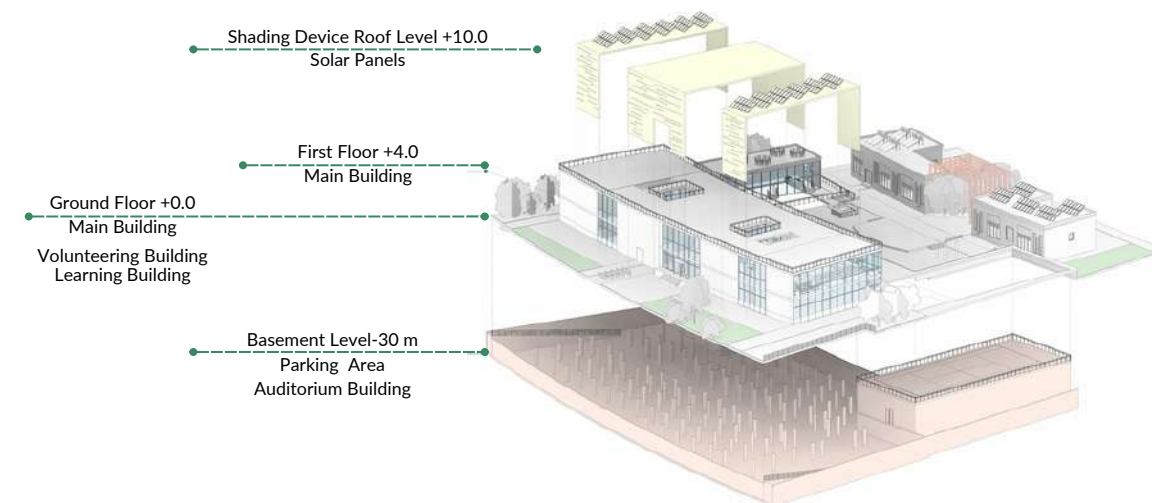 Shading Device Roof Level +10.0
Solar Panels
First Floor +4.0
Main Building
Ground Floor +0.0
Main Building
Volunteering Building
Learning Building
Basement Level-30 m
Parking Area
Auditorium Building